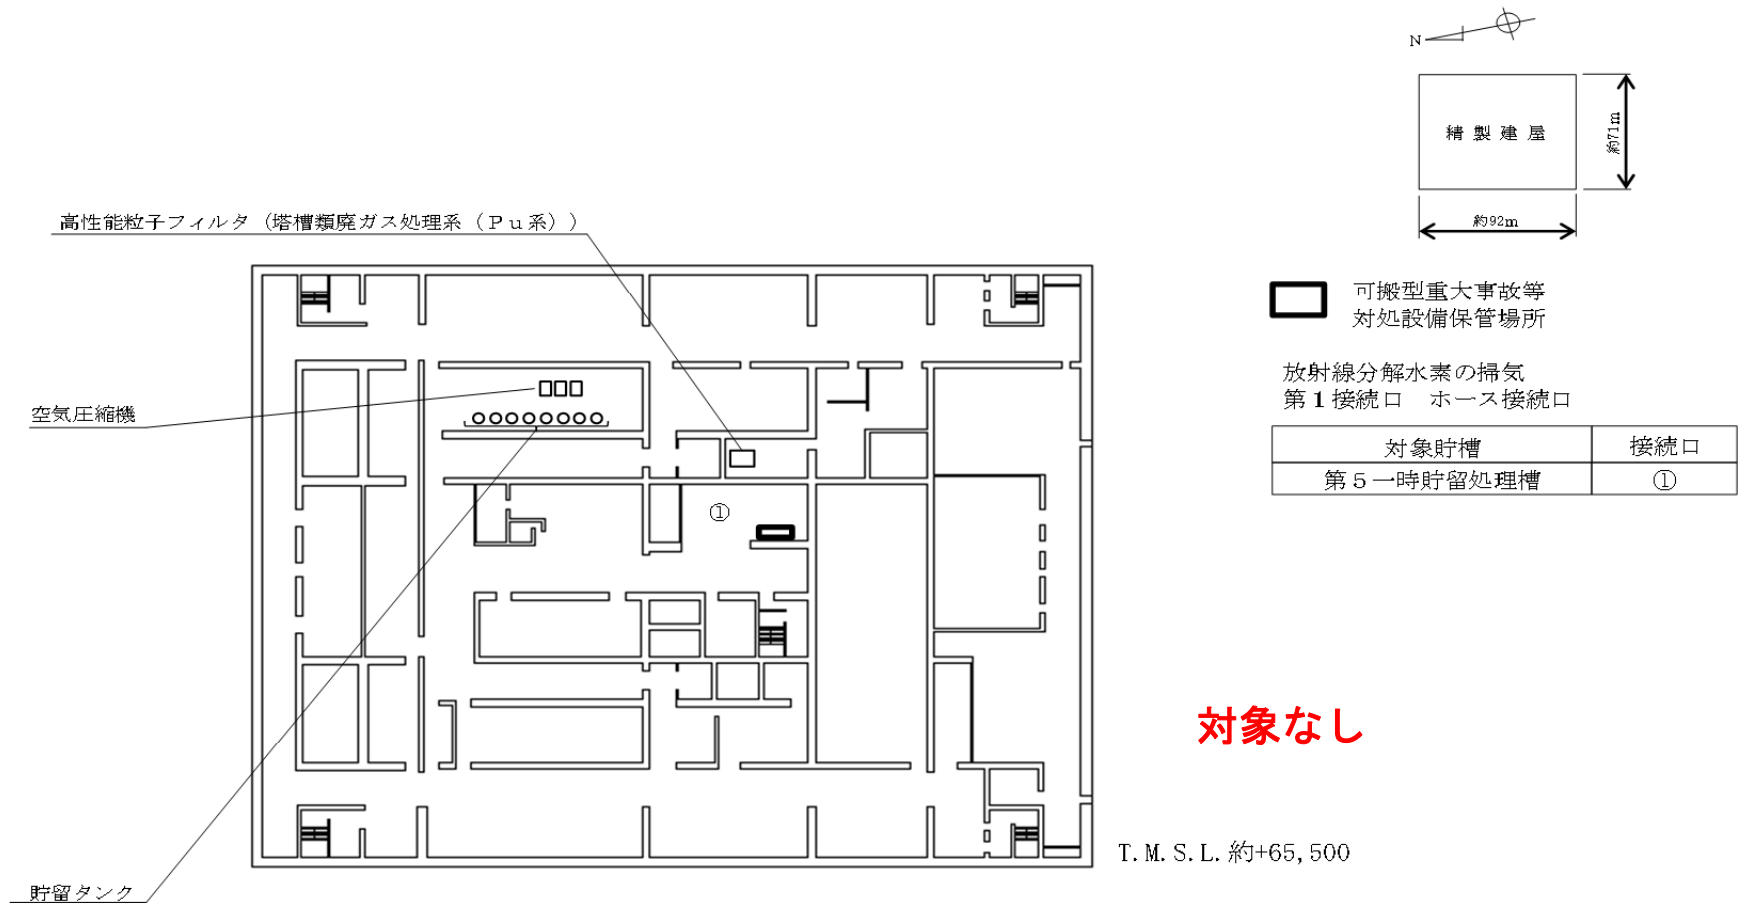 N
精製建屋
約71m
約92m
高性能粒子フィルタ（塔槽類廃ガス処理系（Ｐｕ系））
可搬型重大事故等
対処設備保管場所
放射線分解水素の掃気
第１接続口　ホース接続口
対象貯槽　接続口
第５一時貯留処理槽　①
空気圧縮機
①
対象なし
T.M.S.L.約+65,500
貯留タンク